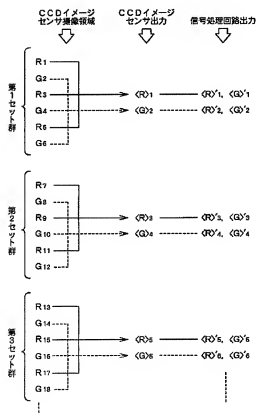 CCDイメージセンサ撮像領域
CCDイメージセンサ出力
信号処理回路出力
第1セット群
R1
G2
R3
G4
R5
G6
〈R〉1
〈G〉2
〈R〉'1, 〈G〉'1
〈R〉'2, 〈G〉'2
第2セット群
R7
G8
R9
G10
R11
G12
〈R〉3
〈G〉4
〈R〉'3, 〈G〉'3
〈R〉'4, 〈G〉'4
第3セット群
R13
G14
R15
G16
R17
G18
〈R〉5
〈G〉6
〈R〉'5, 〈G〉'5
〈R〉'6, 〈G〉'6